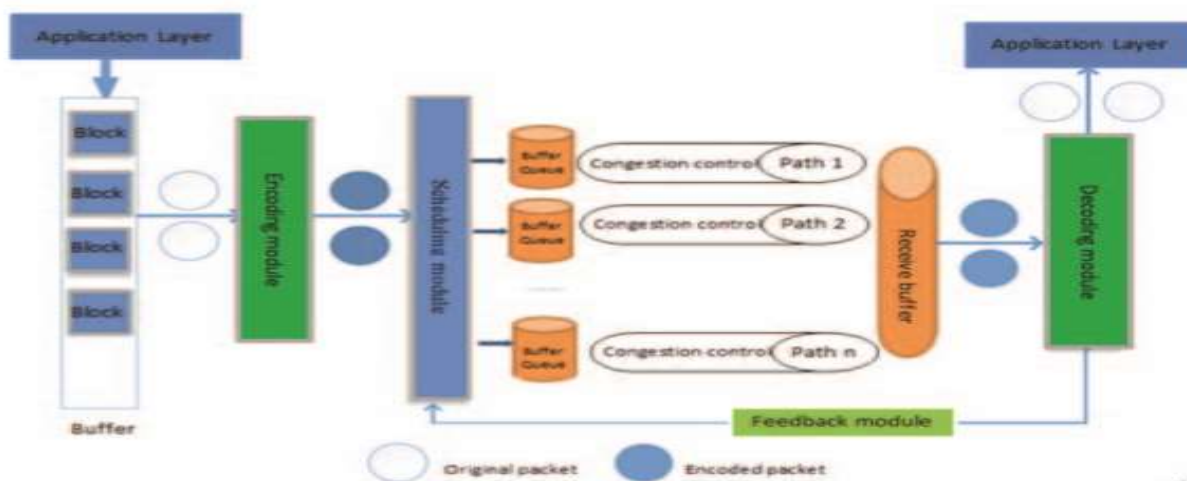 Application Layer
Application Layer
Block
Block
Block
Block
Buffer
Encoding module
Scheduling module
Buffer
Queue
Buffer
Queue
Buffer
Queue
Congestion control
Path 1
Congestion control
Path 2
Congestion control
Path n
Receive buffer
Decoding module
Feedback module
Original packet
Encoded packet